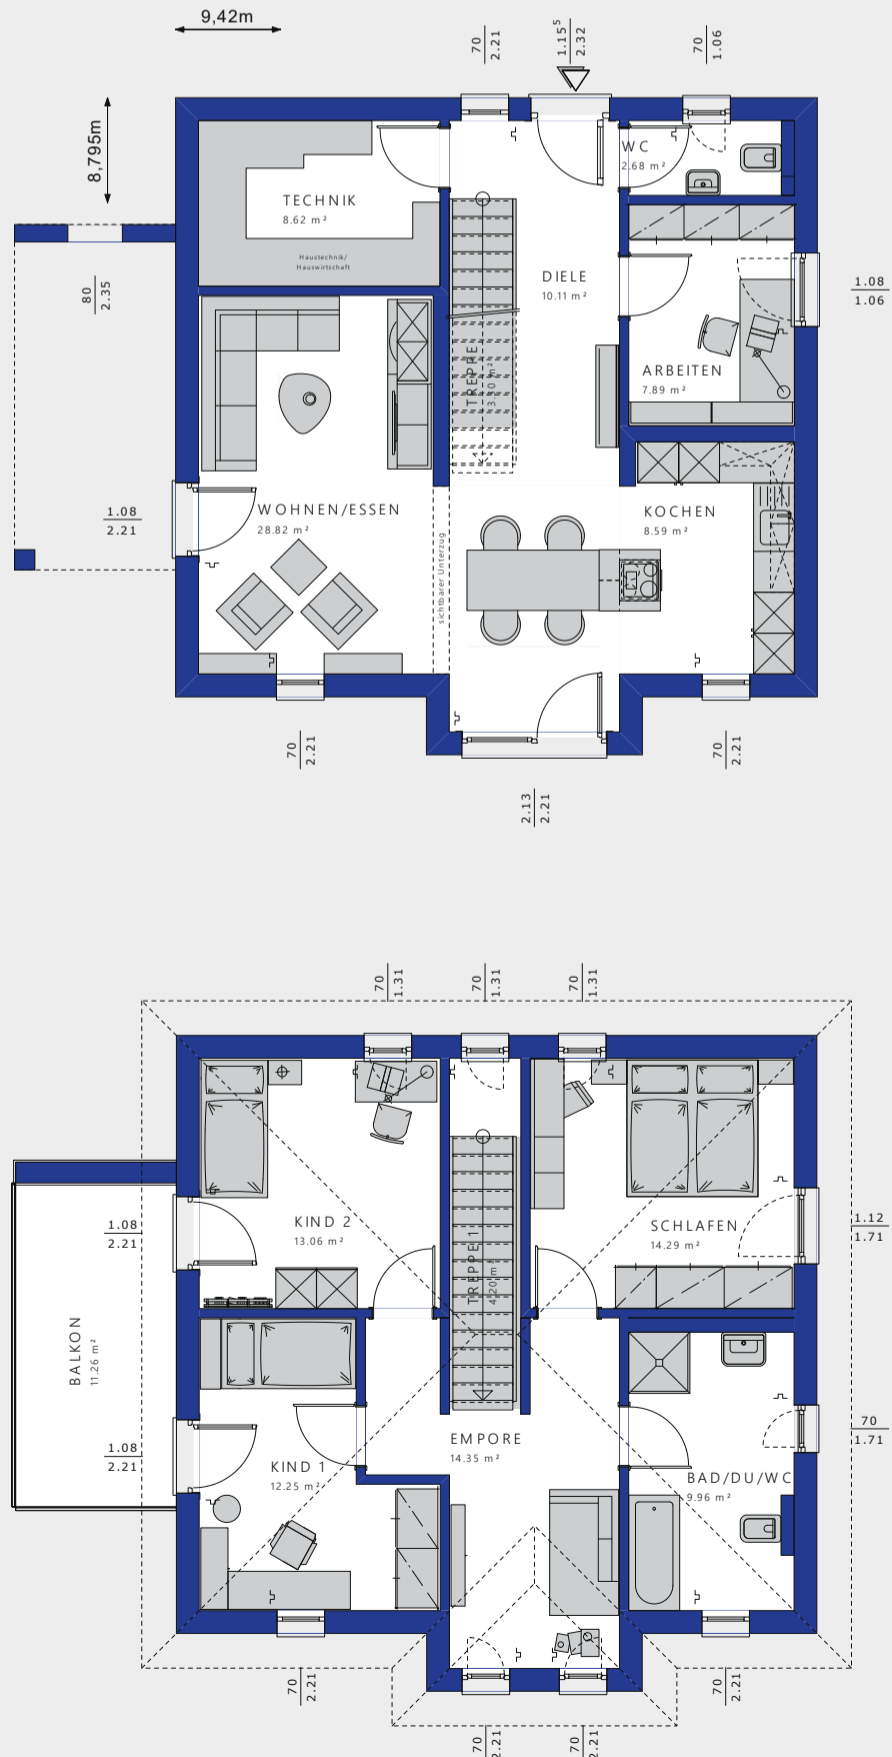 9,42m
70
2.21
1.15⁵
2.32
70
1.06
8,795m
WC
2.68 m²
TECHNIK
8.62 m²
Haustechnik/
Hauswirtschaft
80
2.35
DIELE
10.11 m²
1.08
1.06
TREPPE
ARBEITEN
7.89 m²
1.08
2.21
WOHNEN/ESSEN
28.82 m²
KOCHEN
8.59 m²
sichtbarer Unterzug
70
2.21
70
2.21
2.13
2.21
70
1.31
70
1.31
70
1.31
KIND 2
13.06 m²
SCHLAFEN
14.29 m²
1.08
2.21
1.12
1.71
TREPPE 1
4.20 m²
BALKON
11.26 m²
1.08
2.21
70
1.71
EMPORE
14.35 m²
KIND 1
12.25 m²
BAD/DU/WC
9.96 m²
70
2.21
70
2.21
70
2.21
70
2.21